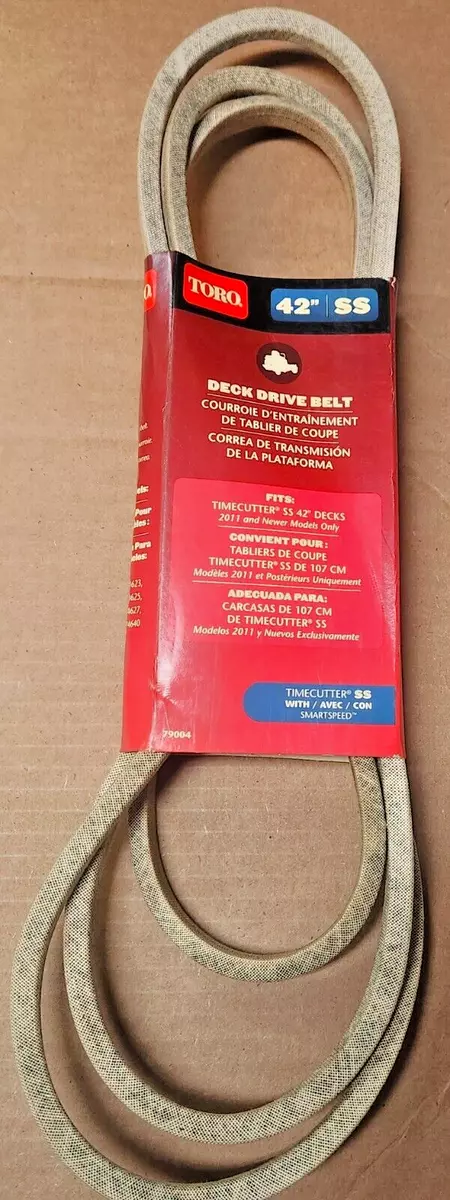 TORO®
42" SS
DECK DRIVE BELT
COURROIE D'ENTRAÎNEMENT
DE TABLIER DE COUPE
CORREA DE TRANSMISIÓN
DE LA PLATAFORMA
FITS:
TIMECUTTER® SS 42" DECKS
2011 and Newer Models Only
CONVIENT POUR :
TABLIERS DE COUPE
TIMECUTTER® SS DE 107 CM
Modèles 2011 et Postérieurs Uniquement
ADECUADA PARA:
CARCASAS DE 107 CM
DE TIMECUTTER® SS
Modelos 2011 y Nuevos Exclusivamente
TIMECUTTER® SS
WITH / AVEC / CON
SMARTSPEED™
Pour
Para
79004